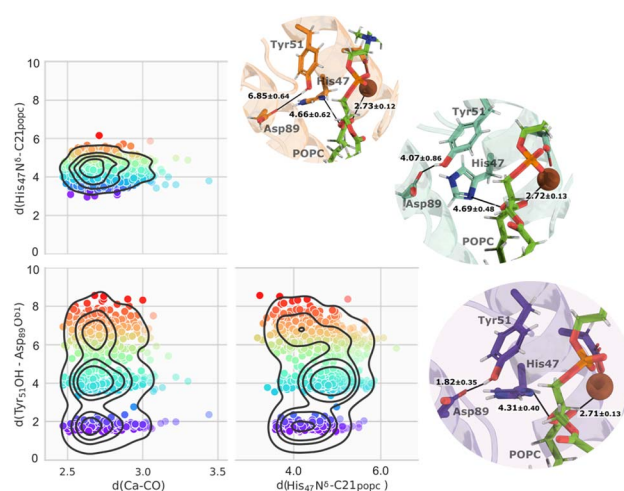 10
8
6
4
2
0
d(His47Nδ-C21popc)
Tyr51
His47
6.85±0.64
4.66±0.62
2.73±0.12
Asp89
POPC
Tyr51
His47
4.07±0.86
2.72±0.13
Asp89
4.69±0.48
POPC
10
8
6
4
2
0
d(Tyr51OH - Asp89Oδ1)
2.5 3.0 3.5
d(Ca-CO)
4.0 6.0
d(His47Nδ-C21popc )
Tyr51
His47
1.82±0.35
Asp89
4.31±0.40
2.71±0.13
POPC